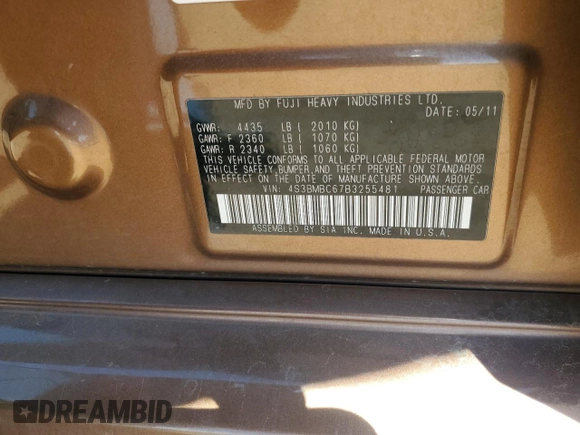 MFD BY FUJI HEAVY INDUSTRIES LTD.
DATE: 05/11
GVWR: 4435 LB ( 2010 KG)
GAWR: F 2360 LB ( 1070 KG)
GAWR: R 2340 LB ( 1060 KG)
THIS VEHICLE CONFORMS TO ALL APPLICABLE FEDERAL MOTOR
VEHICLE SAFETY, BUMPER, AND THEFT PREVENTION STANDARDS
IN EFFECT ON THE DATE OF MANUFACTURE SHOWN ABOVE.
VIN: 4S3BMBC67B3255481 PASSENGER CAR
ASSEMBLED BY SIA INC. MADE IN U.S.A.
DREAMBID